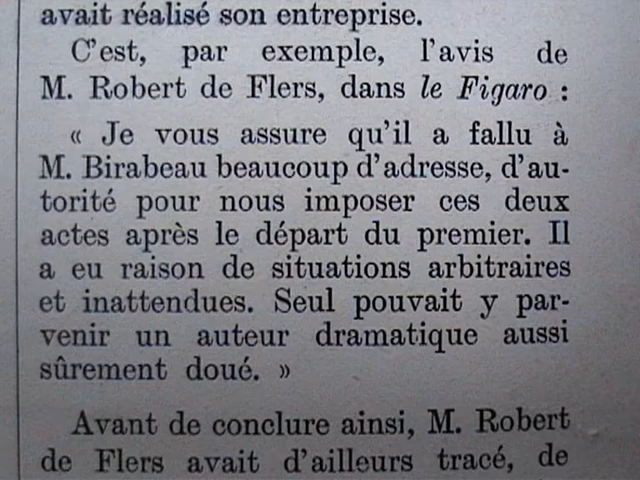 avait réalisé son entreprise.
C'est, par exemple, l'avis de
M. Robert de Flers, dans le Figaro :
« Je vous assure qu'il a fallu à
M. Birabeau beaucoup d'adresse, d'au-
torité pour nous imposer ces deux
actes après le départ du premier. Il
a eu raison de situations arbitraires
et inattendues. Seul pouvait y par-
venir un auteur dramatique aussi
sûrement doué. »
Avant de conclure ainsi, M. Robert
de Flers avait d'ailleurs tracé, de